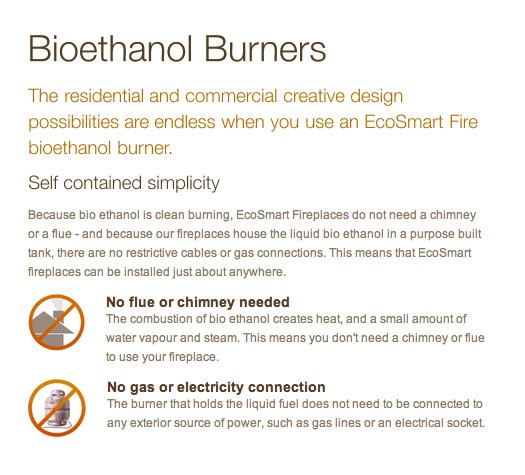 Bioethanol Burners
The residential and commercial creative design
possibilities are endless when you use an EcoSmart Fire
bioethanol burner.
Self contained simplicity
Because bio ethanol is clean burning, EcoSmart Fireplaces do not need a chimney
or a flue - and because our fireplaces house the liquid bio ethanol in a purpose built
tank, there are no restrictive cables or gas connections. This means that EcoSmart
fireplaces can be installed just about anywhere.
No flue or chimney needed
The combustion of bio ethanol creates heat, and a small amount of
water vapour and steam. This means you don't need a chimney or flue
to use your fireplace.
No gas or electricity connection
The burner that holds the liquid fuel does not need to be connected to
any exterior source of power, such as gas lines or an electrical socket.